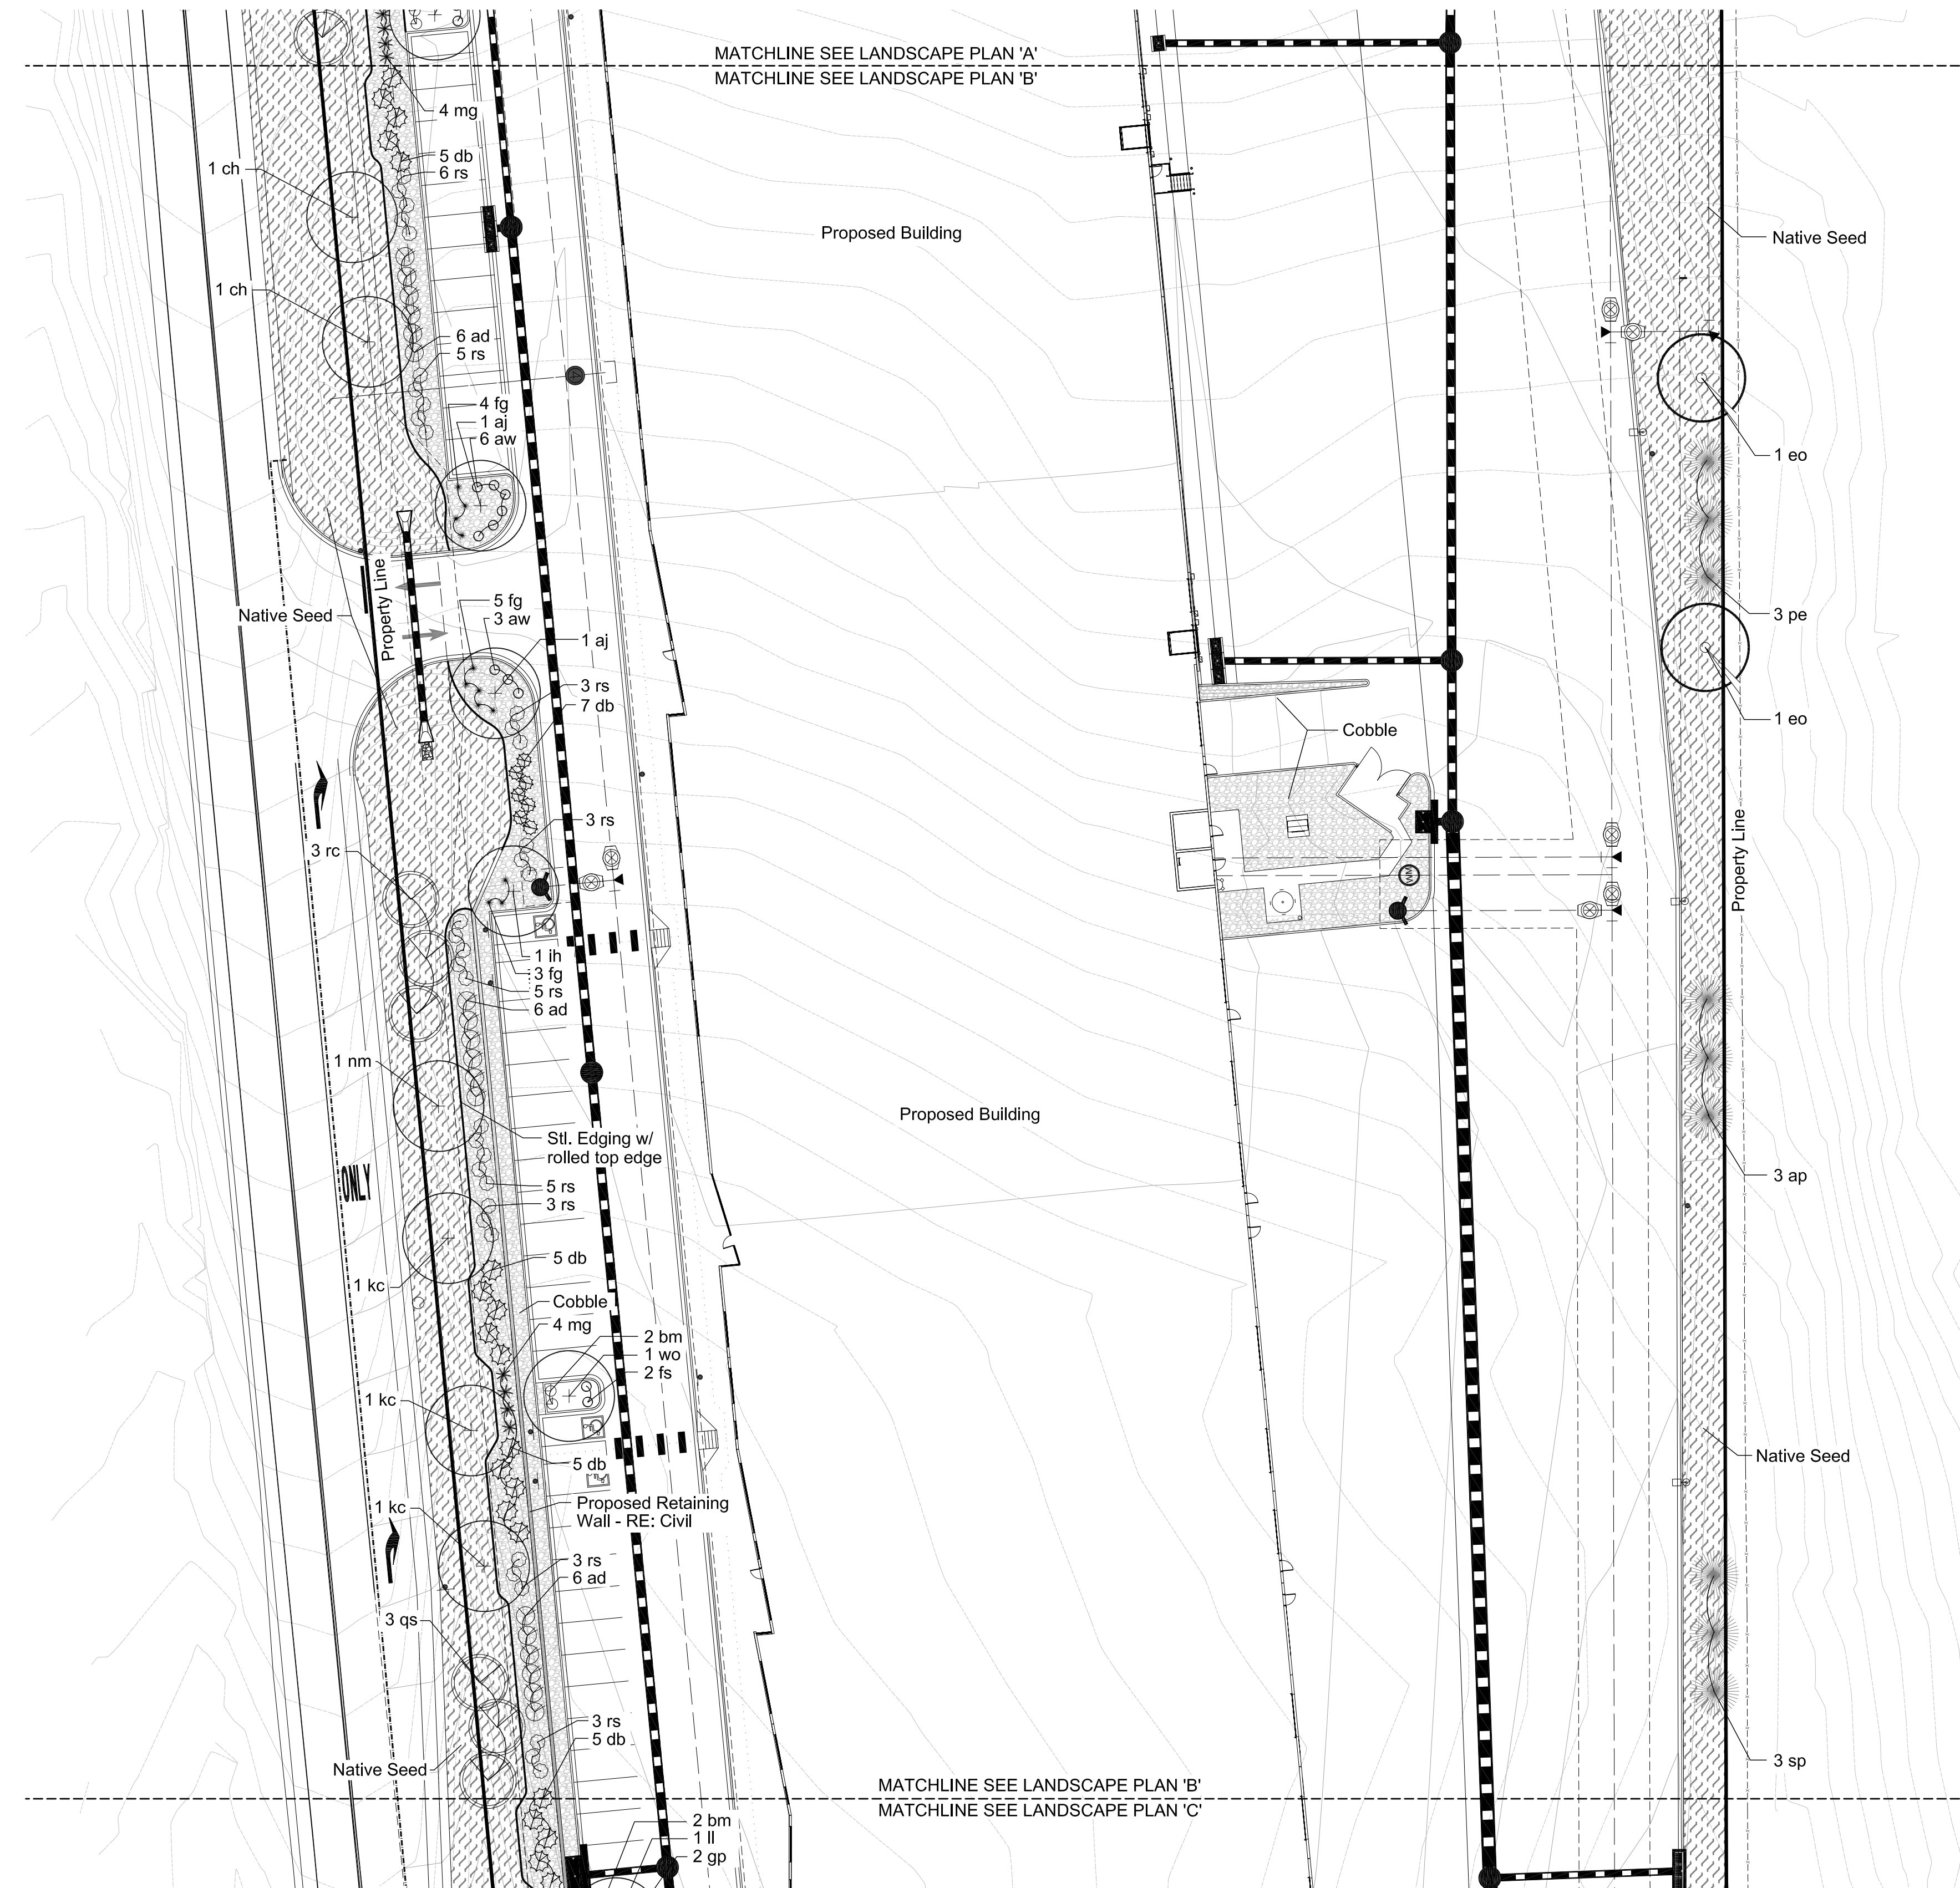 MATCHLINE SEE LANDSCAPE PLAN 'A'
MATCHLINE SEE LANDSCAPE PLAN 'B'
4 mg
5 db
6 rs
1 ch
Proposed Building
Native Seed
1 ch
6 ad
5 rs
4 fg
1 aj
6 aw
1 eo
Property Line
Native Seed
5 fg
3 aw
1 aj
3 pe
3 rs
7 db
1 eo
Cobble
3 rs
3 rc
Property Line
1 ih
3 fg
5 rs
6 ad
1 nm
Proposed Building
Stl. Edging w/
rolled top edge
ONLY
3 ap
5 rs
3 rs
5 db
1 kc
Cobble
4 mg
2 bm
1 wo
2 fs
1 kc
5 db
Native Seed
1 kc
Proposed Retaining
Wall - RE: Civil
3 rs
6 ad
3 qs
3 rs
5 db
3 sp
Native Seed
MATCHLINE SEE LANDSCAPE PLAN 'B'
MATCHLINE SEE LANDSCAPE PLAN 'C'
2 bm
1 ll
2 gp